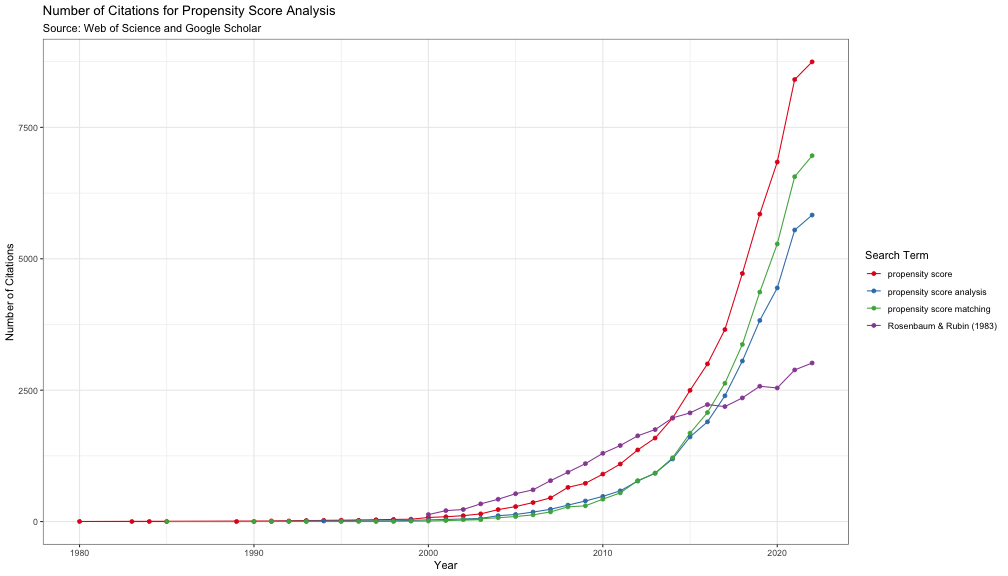 Number of Citations for Propensity Score Analysis
Source: Web of Science and Google Scholar
Number of Citations
7500
5000
2500
0
1980
1990
2000
2010
2020
Year
Search Term
propensity score
propensity score analysis
propensity score matching
Rosenbaum & Rubin (1983)